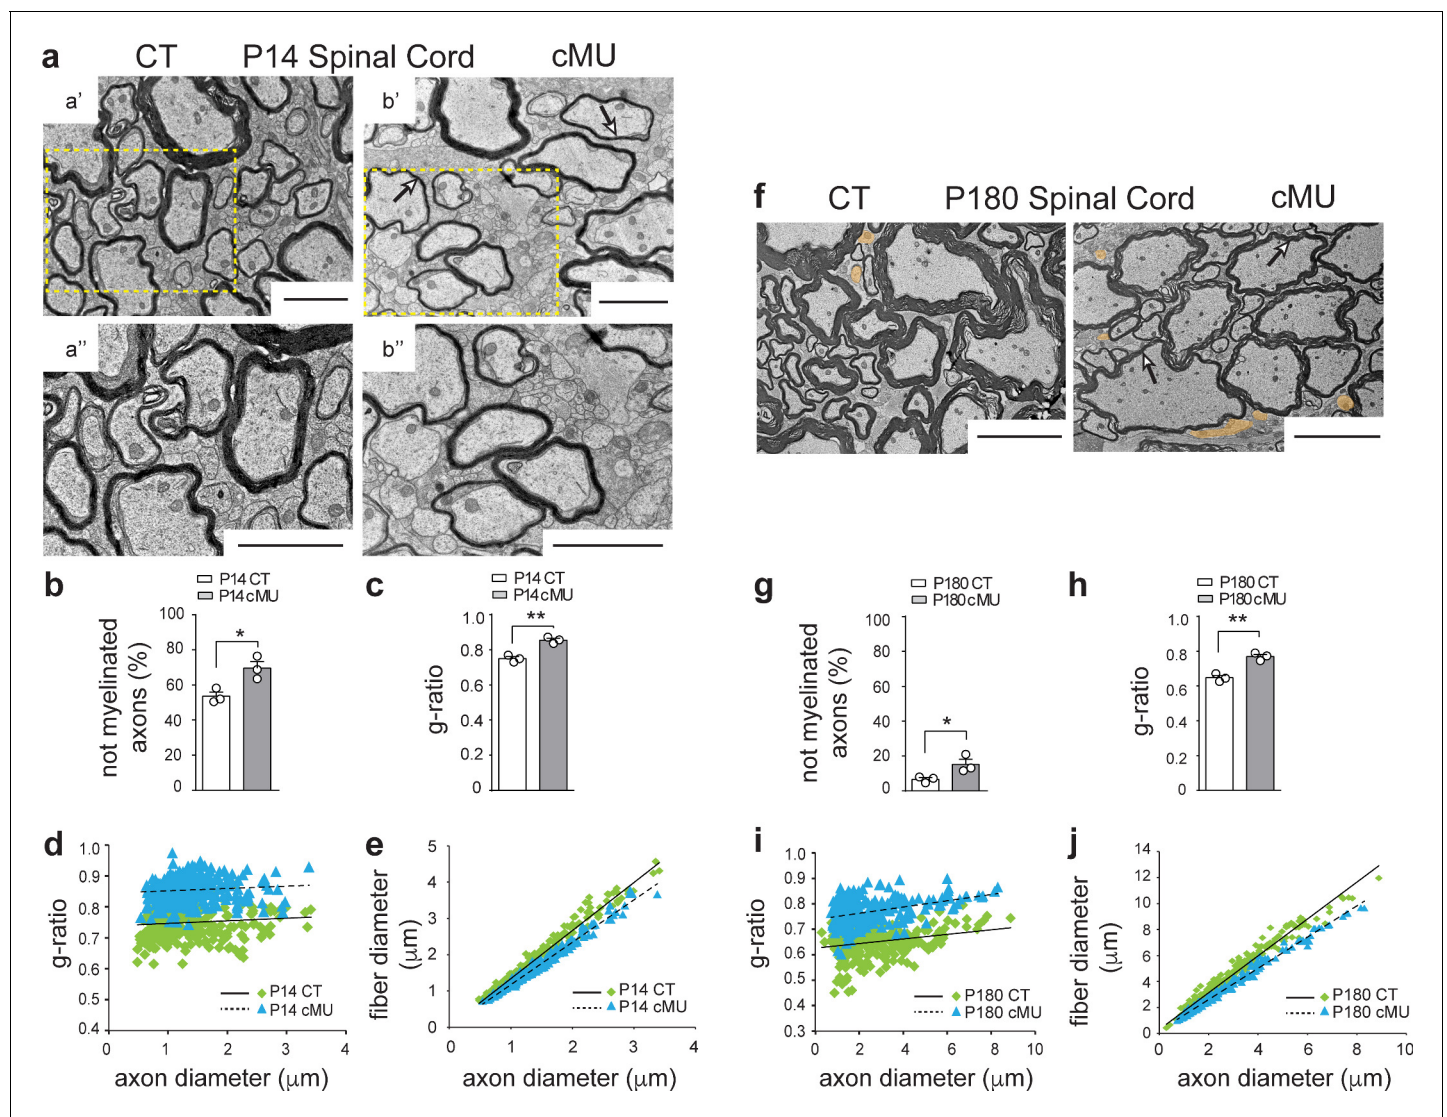 a CT P14 Spinal Cord cMU
a’ b’
a’’ b’’
f CT P180 Spinal Cord cMU
b
P14 CT
P14 cMU
not myelinated
axons (%)
100
80
60
40
20
0
*
c
P14 CT
P14 cMU
g-ratio
1.0
0.8
0.6
0.4
0.2
0
**
g
P180 CT
P180 cMU
not myelinated
axons (%)
100
80
60
40
20
0
*
h
P180 CT
P180 cMU
g-ratio
1.0
0.8
0.6
0.4
0.2
0
**
d
g-ratio
1.0
0.9
0.8
0.7
0.6
0.5
0.4
P14 CT
P14 cMU
0 1 2 3 4
axon diameter (μm)
e
fiber diameter
(μm)
5
4
3
2
1
0
P14 CT
P14 cMU
0 1 2 3 4
axon diameter (μm)
i
g-ratio
1.0
0.9
0.8
0.7
0.6
0.5
0.4
0.3
P180 CT
P180 cMU
0 2 4 6 8 10
axon diameter (μm)
j
fiber diameter
(μm)
14
12
10
8
6
4
2
0
P180 CT
P180 cMU
0 2 4 6 8 10
axon diameter (μm)